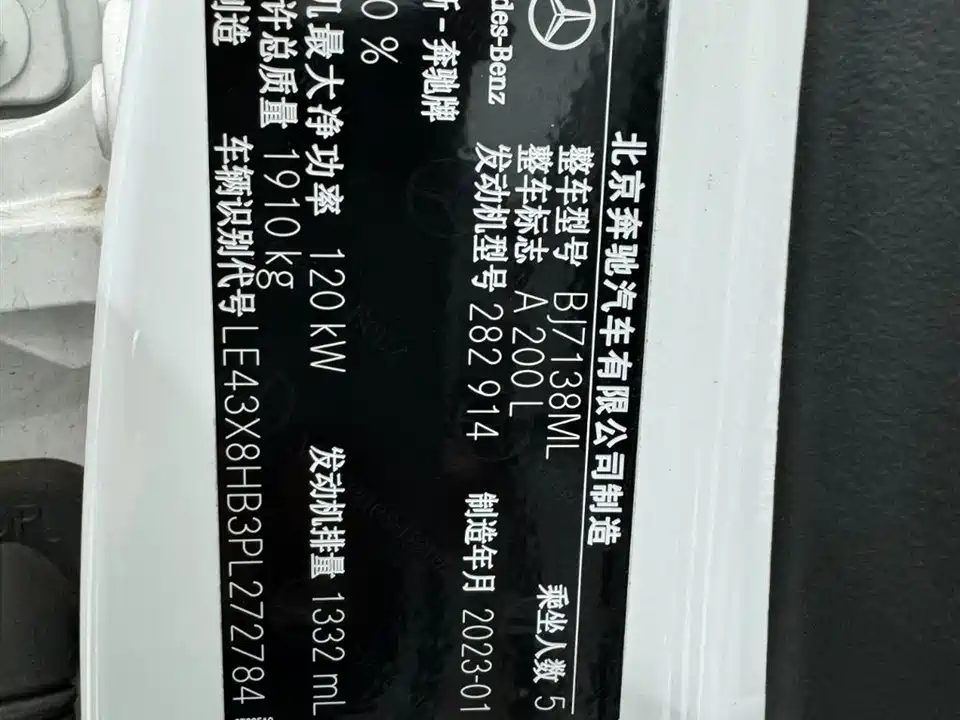 北京奔驰汽车有限公司制造
des-Benz
整车型号 BJ7138ML 乘坐人数 5
整车标志 A 200 L
发动机型号 282 914 制造年月 2023-01
-奔驰牌
0 %
机最大净功率 120 kW 发动机排量 1332 mL
许总质量 1910 kg
制造
车辆识别代号 LE43X8HB3PL272784